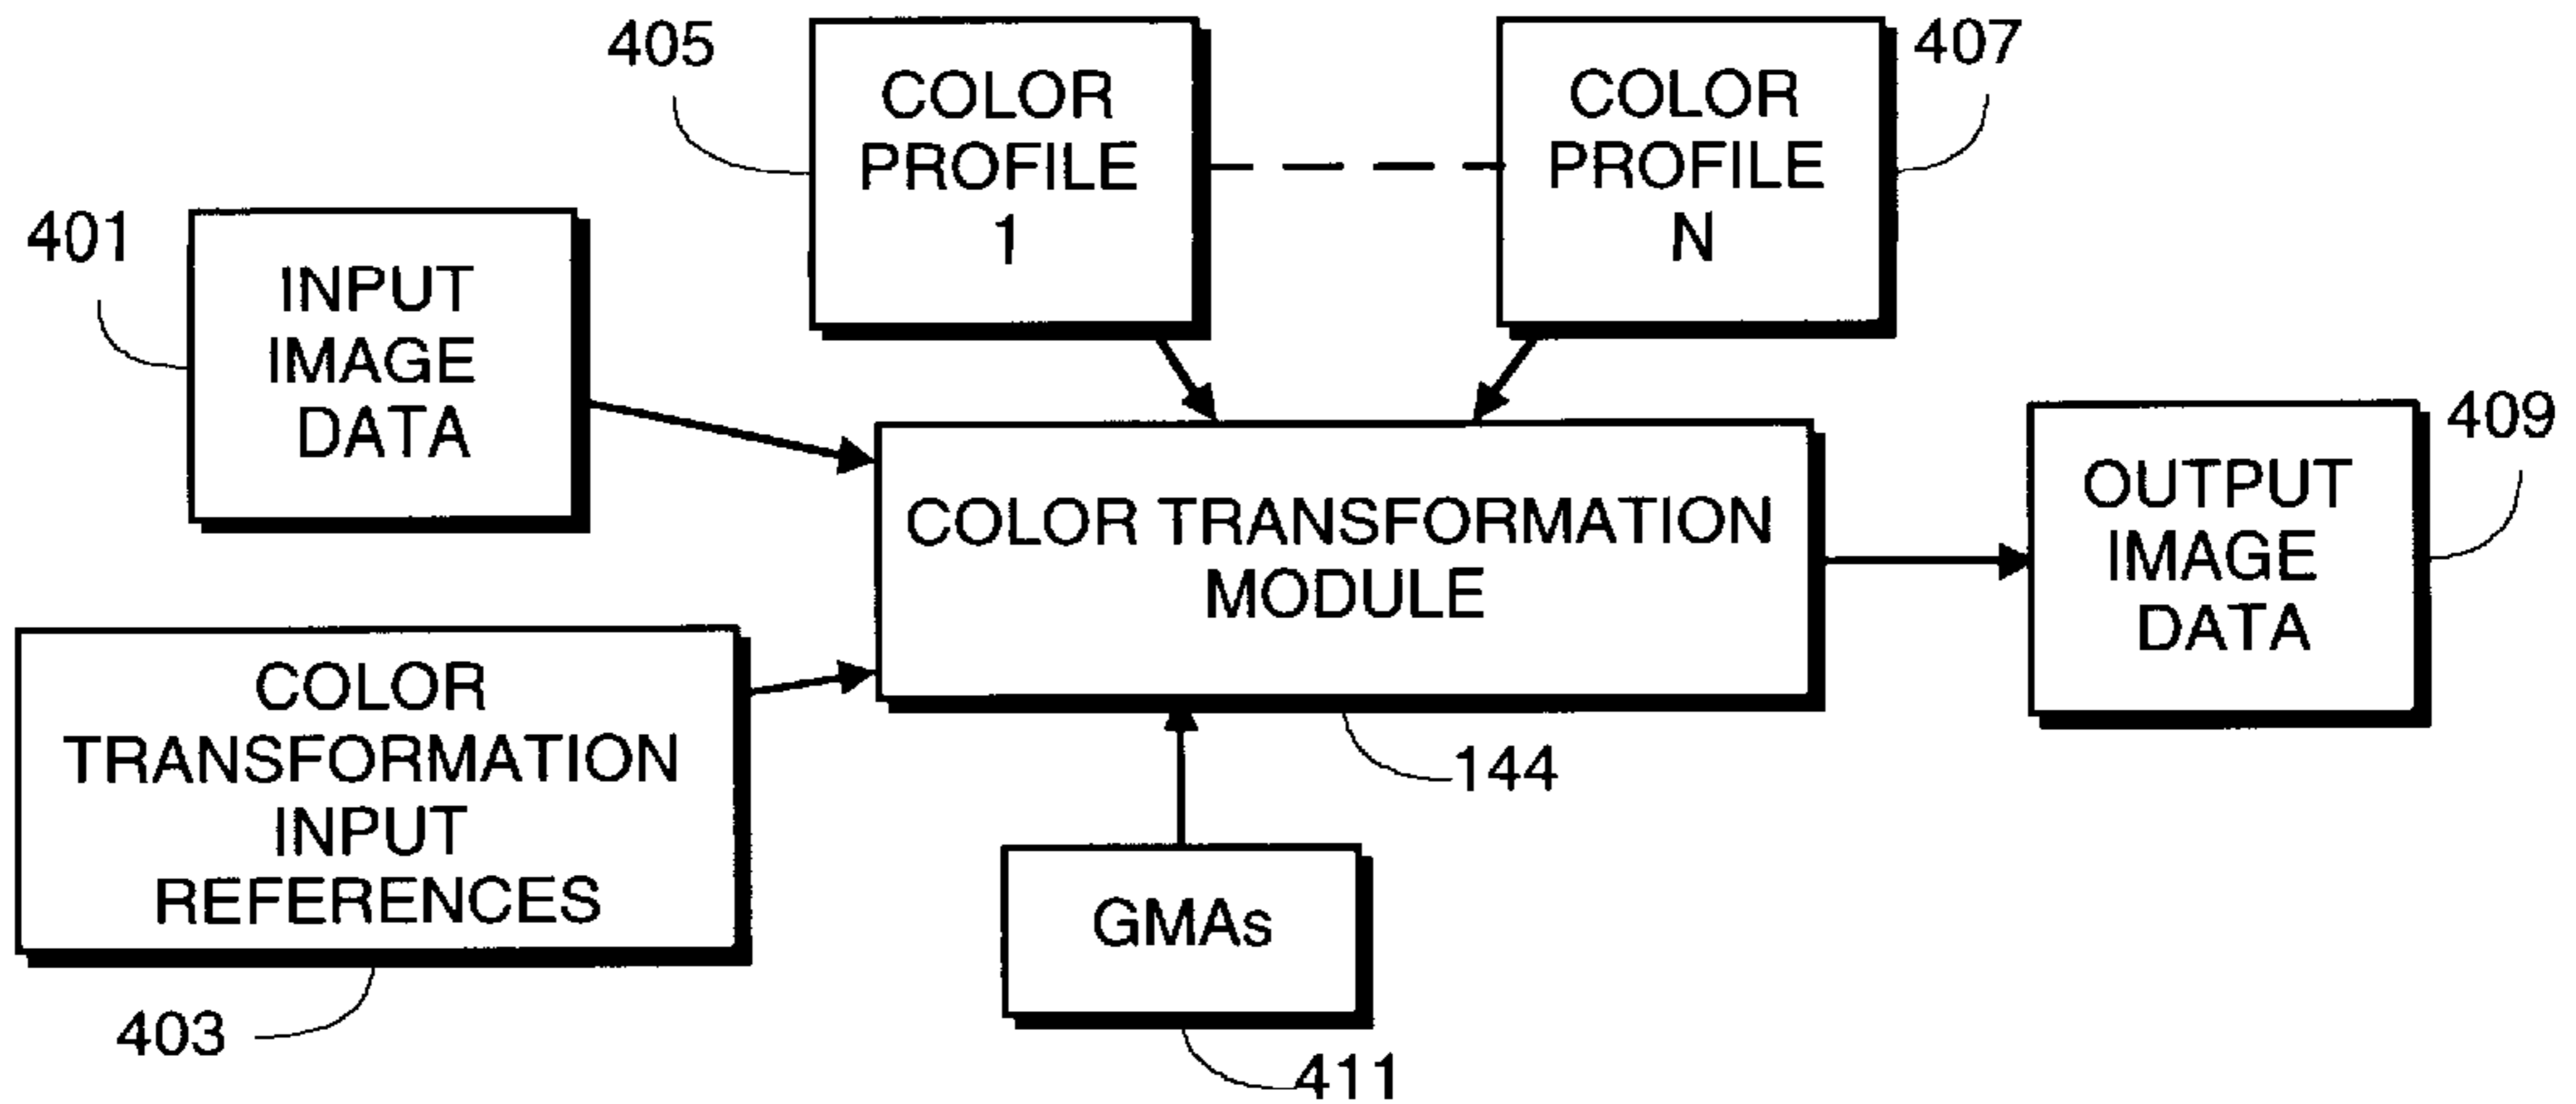 405
COLOR
PROFILE
1
COLOR
PROFILE
N
407
401
INPUT
IMAGE
DATA
COLOR TRANSFORMATION
MODULE
144
OUTPUT
IMAGE
DATA
409
COLOR
TRANSFORMATION
INPUT
REFERENCES
403
GMAs
411